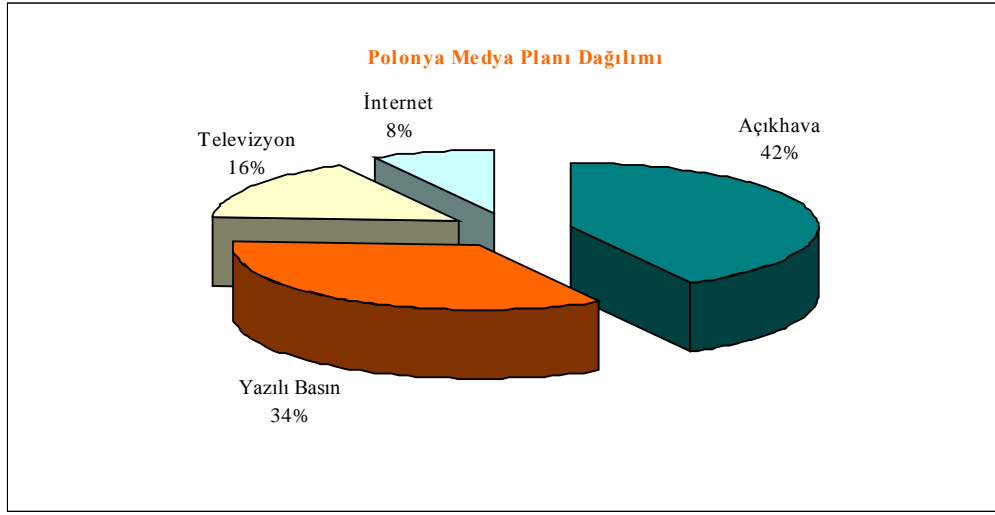 Polonya Medya Planı Dağılımı
İnternet
8%
Televizyon
16%
Açıkhava
42%
Yazılı Basın
34%